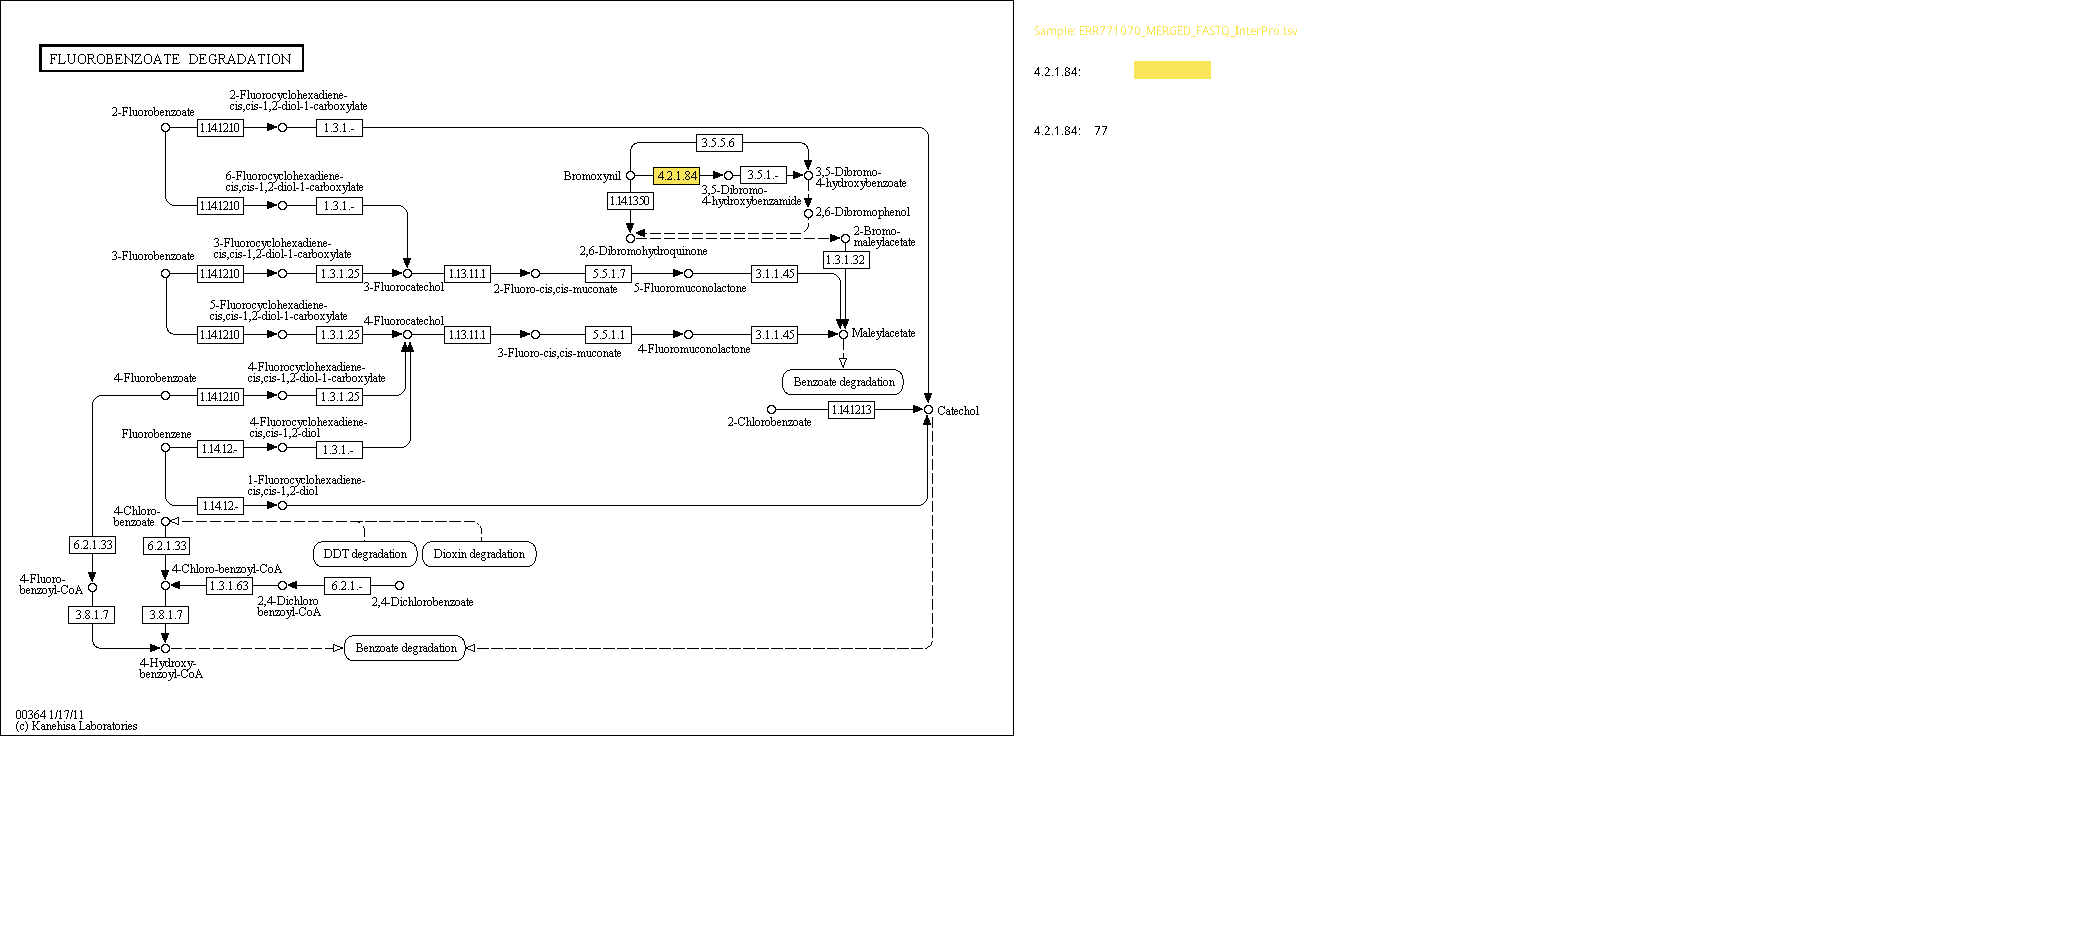 FLUOROBENZOATE DEGRADATION
Sample: ERR771070_MERGED_FASTQ_InterPro.tsv
4.2.1.84:
4.2.1.84: 77
2-Fluorobenzoate
2-Fluorocyclohexadiene-
cis,cis-1,2-diol-1-carboxylate
1.14.12.10
1.3.1.-
6-Fluorocyclohexadiene-
cis,cis-1,2-diol-1-carboxylate
1.14.12.10
1.3.1.-
3.5.5.6
Bromoxynil
4.2.1.84
3.5.1.-
3,5-Dibromo-
4-hydroxybenzoate
3,5-Dibromo-
4-hydroxybenzamide
1.14.13.50
2,6-Dibromophenol
2,6-Dibromohydroquinone
2-Bromo-
maleylacetate
1.3.1.32
3-Fluorobenzoate
3-Fluorocyclohexadiene-
cis,cis-1,2-diol-1-carboxylate
1.14.12.10
1.3.1.25
3-Fluorocatechol
1.13.11.1
2-Fluoro-cis,cis-muconate
5.5.1.7
5-Fluoromuconolactone
3.1.1.45
5-Fluorocyclohexadiene-
cis,cis-1,2-diol-1-carboxylate
1.14.12.10
1.3.1.25
4-Fluorocatechol
1.13.11.1
3-Fluoro-cis,cis-muconate
5.5.1.1
4-Fluoromuconolactone
3.1.1.45
Maleylacetate
Benzoate degradation
4-Fluorobenzoate
4-Fluorocyclohexadiene-
cis,cis-1,2-diol-1-carboxylate
1.14.12.10
1.3.1.25
2-Chlorobenzoate
1.14.12.13
Catechol
Fluorobenzene
4-Fluorocyclohexadiene-
cis,cis-1,2-diol
1.14.12.-
1.3.1.-
1-Fluorocyclohexadiene-
cis,cis-1,2-diol
1.14.12.-
4-Chloro-
benzoate
6.2.1.33
6.2.1.33
DDT degradation
Dioxin degradation
4-Fluoro-
benzoyl-CoA
4-Chloro-benzoyl-CoA
1.3.1.63
2,4-Dichloro
benzoyl-CoA
6.2.1.-
2,4-Dichlorobenzoate
3.8.1.7
3.8.1.7
4-Hydroxy-
benzoyl-CoA
Benzoate degradation
00364 1/17/11
(c) Kanehisa Laboratories